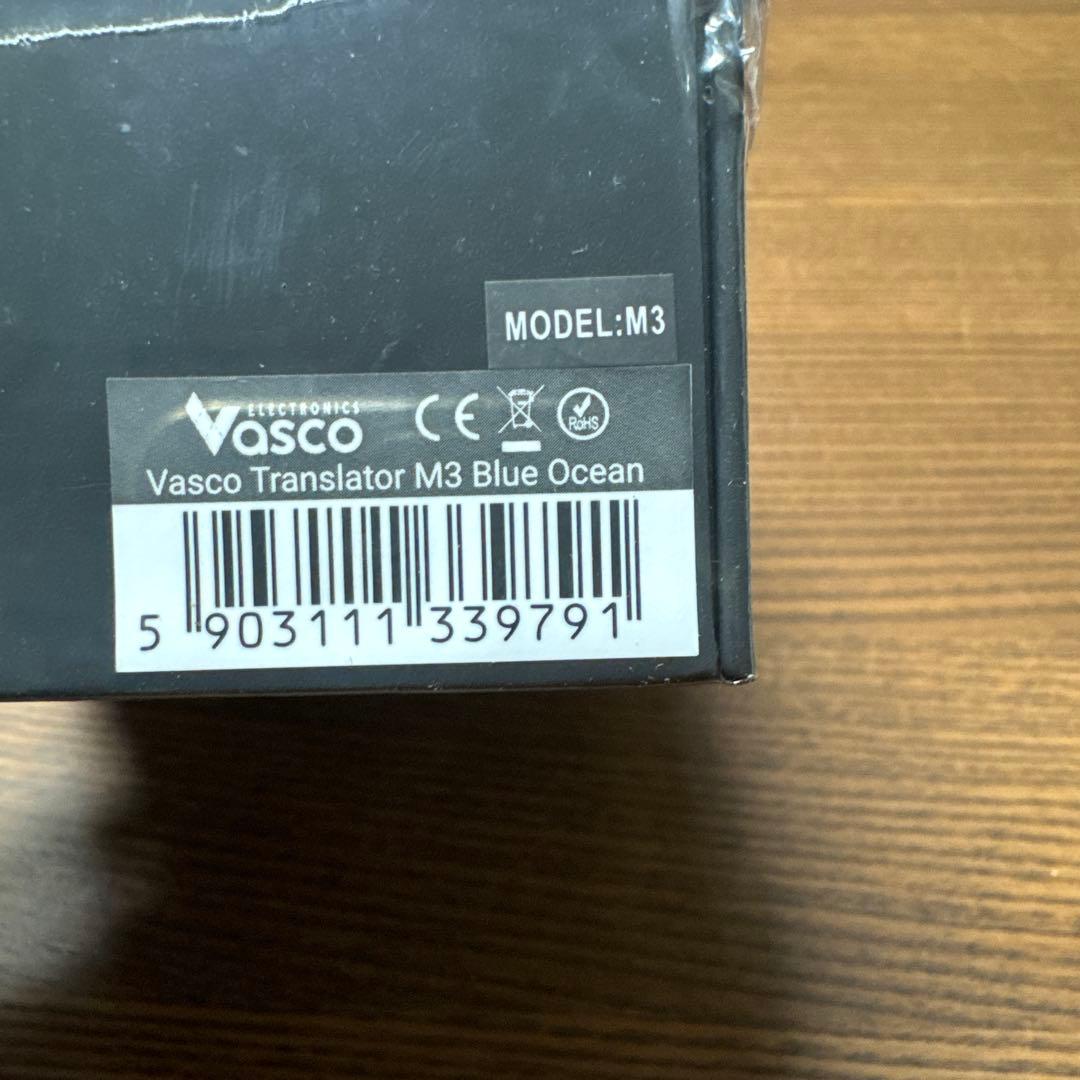 MODEL:M3
ELECTRONICS
Vasco
CE
RoHS
Vasco Translator M3 Blue Ocean
5 903111 339791